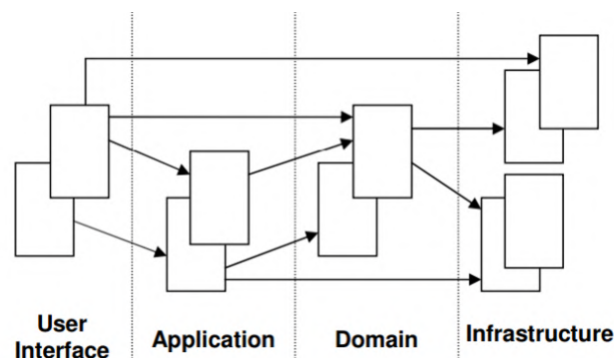 User
Interface
Application
Domain
Infrastructure